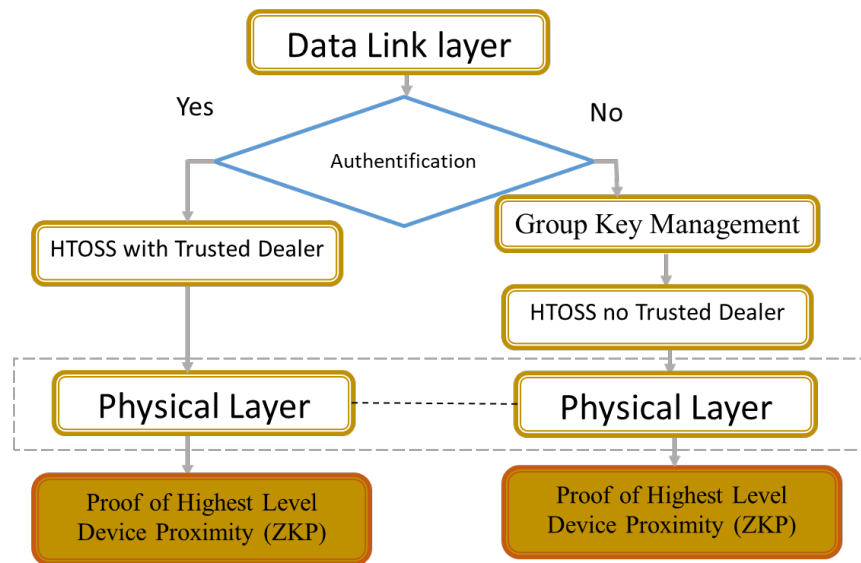 Data Link layer
Yes
No
Authentification
HTOSS with Trusted Dealer
Group Key Management
HTOSS no Trusted Dealer
Physical Layer
Physical Layer
Proof of Highest Level
Device Proximity (ZKP)
Proof of Highest Level
Device Proximity (ZKP)